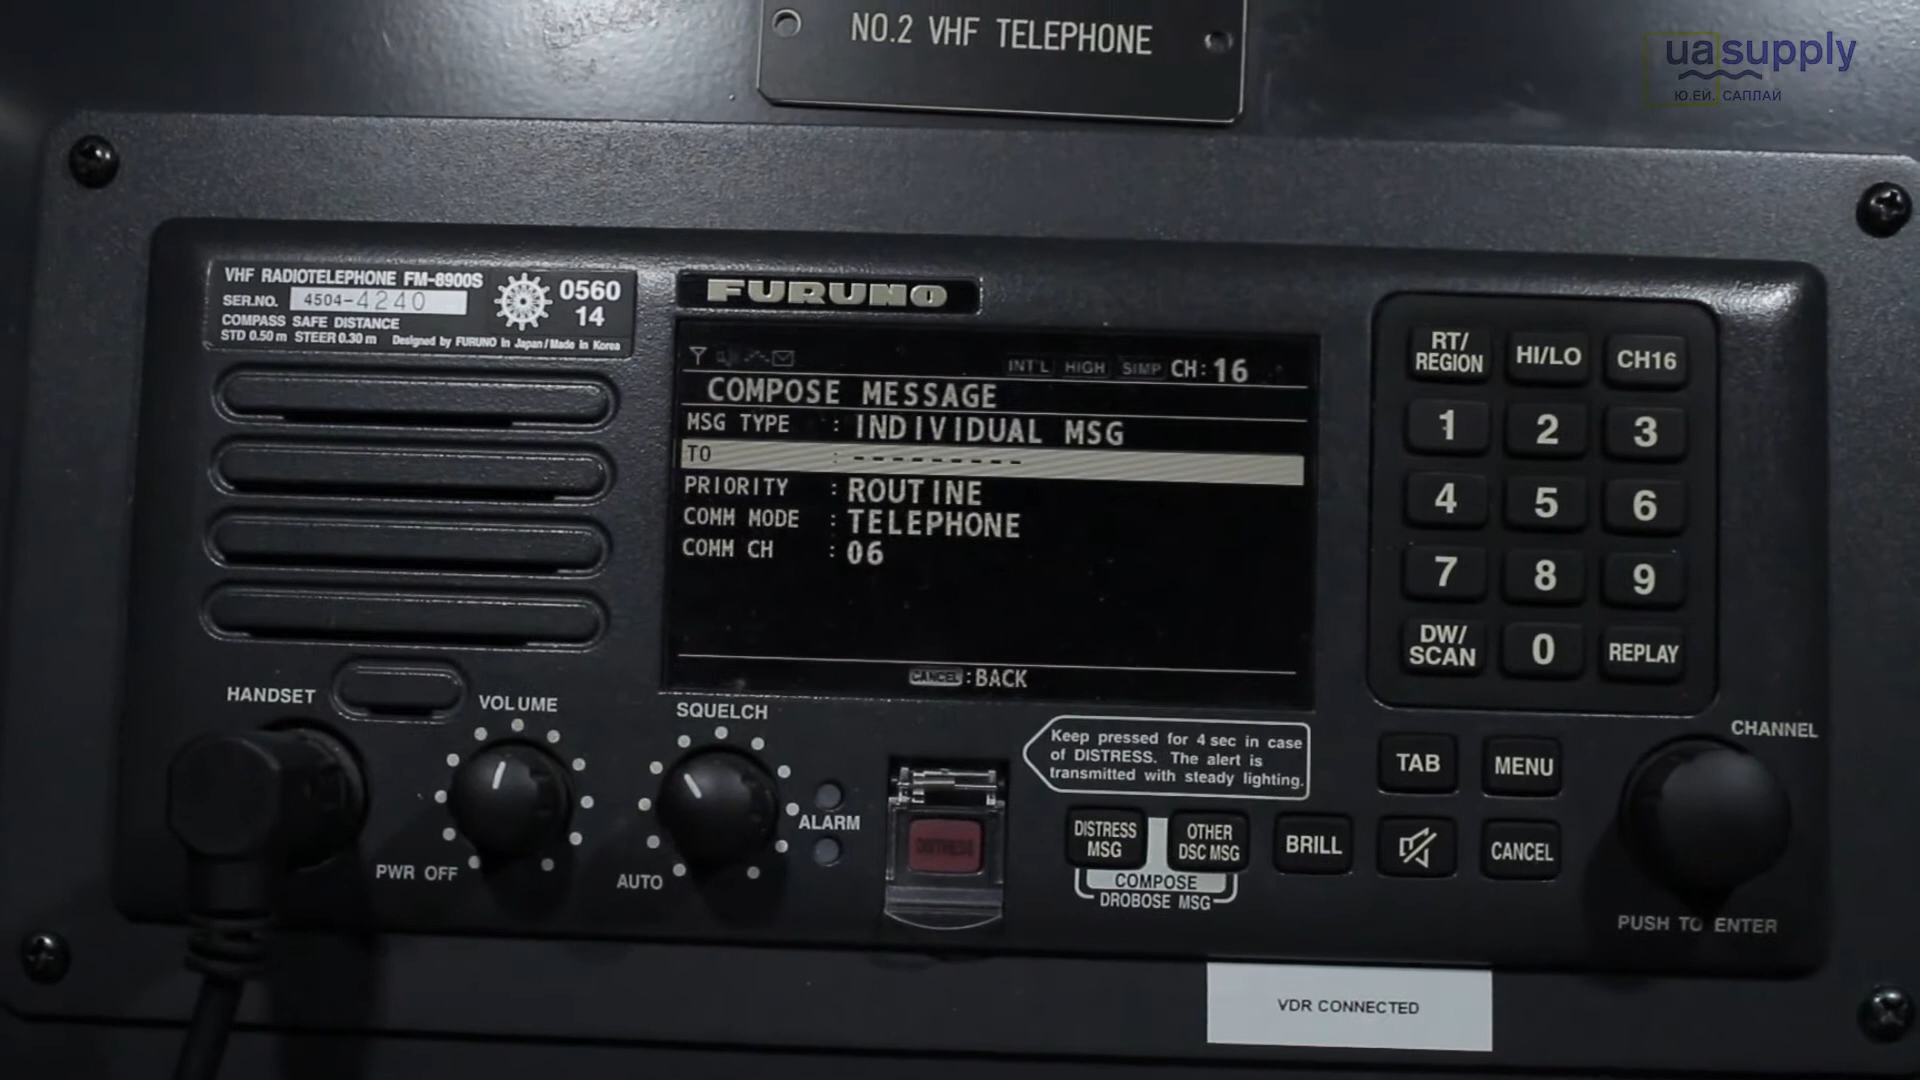 NO.2 VHF TELEPHONE
uasupply
Ю.ЕЙ. САПЛАЙ
VHF RADIOTELEPHONE FM-8900S
SER.NO. 4504-4240
COMPASS SAFE DISTANCE
STD 0.50 m STEER 0.30 m Designed by FURUNO In Japan/Made in Korea
0560
14
FURUNO
INT'L HIGH SIMP CH: 16
COMPOSE MESSAGE
MSG TYPE : INDIVIDUAL MSG
TO : ---------
PRIORITY : ROUTINE
COMM MODE : TELEPHONE
COMM CH : 06
CANCEL : BACK
RT/
REGION
HI/LO
CH16
1 2 3
4 5 6
7 8 9
DW/
SCAN
0
REPLAY
HANDSET
VOLUME
PWR OFF
SQUELCH
AUTO
ALARM
DISTRESS
Keep pressed for 4 sec in case
of DISTRESS. The alert is
transmitted with steady lighting.
TAB
MENU
CHANNEL
DISTRESS
MSG
OTHER
DSC MSG
BRILL
CANCEL
COMPOSE
DROBOSE MSG
PUSH TO ENTER
VDR CONNECTED